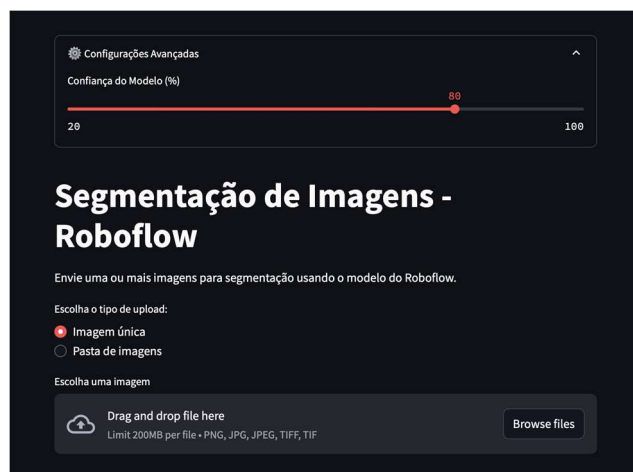 Configurações Avançadas
Confiança do Modelo (%)
80
20 100
Segmentação de Imagens -
Roboflow
Envie uma ou mais imagens para segmentação usando o modelo do Roboflow.
Escolha o tipo de upload:
Imagem única
Pasta de imagens
Escolha uma imagem
Drag and drop file here
Limit 200MB per file • PNG, JPG, JPEG, TIFF, TIF
Browse files